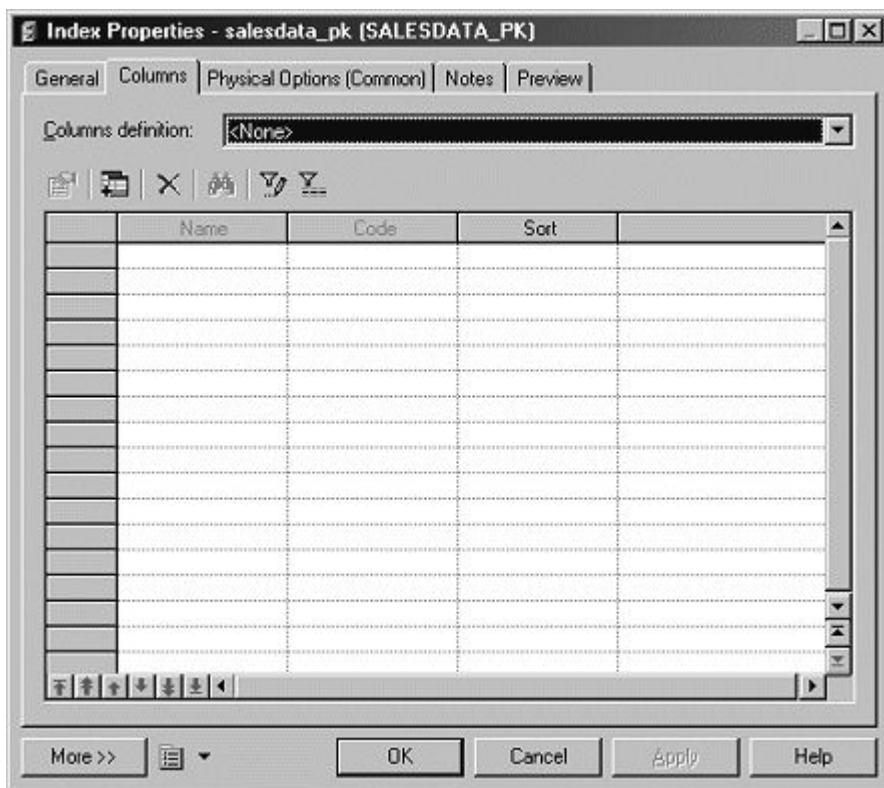 Index Properties - salesdata_pk (SALESDATA_PK)
General Columns Physical Options (Common) Notes Preview
Columns definition: <None>
Name Code Sort
More >> OK Cancel Apply Help